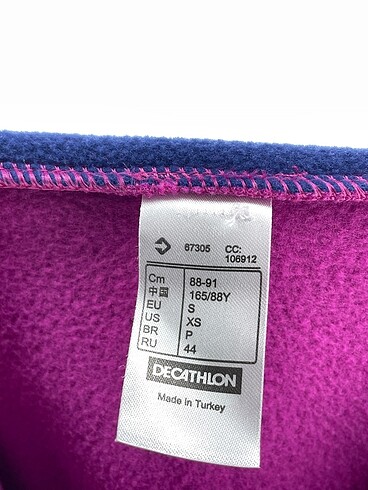 67305 CC:
106912
Cm 88-91
中国 165/88Y
EU S
US XS
BR P
RU 44
DECATHLON
Made in Turkey